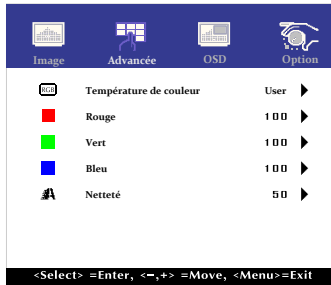 Image Advancée OSD Option
RGB Température de couleur User
Rouge 100
Vert 100
Bleu 100
Netteté 50
<Select> =Enter, <−,+> =Move, <Menu>=Exit